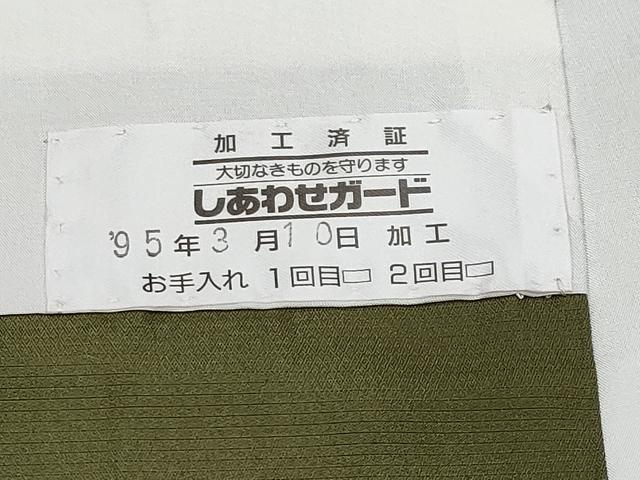 加工済証
大切なきものを守ります
しあわせガード
'95年3月10日 加工
お手入れ 1回目□ 2回目□